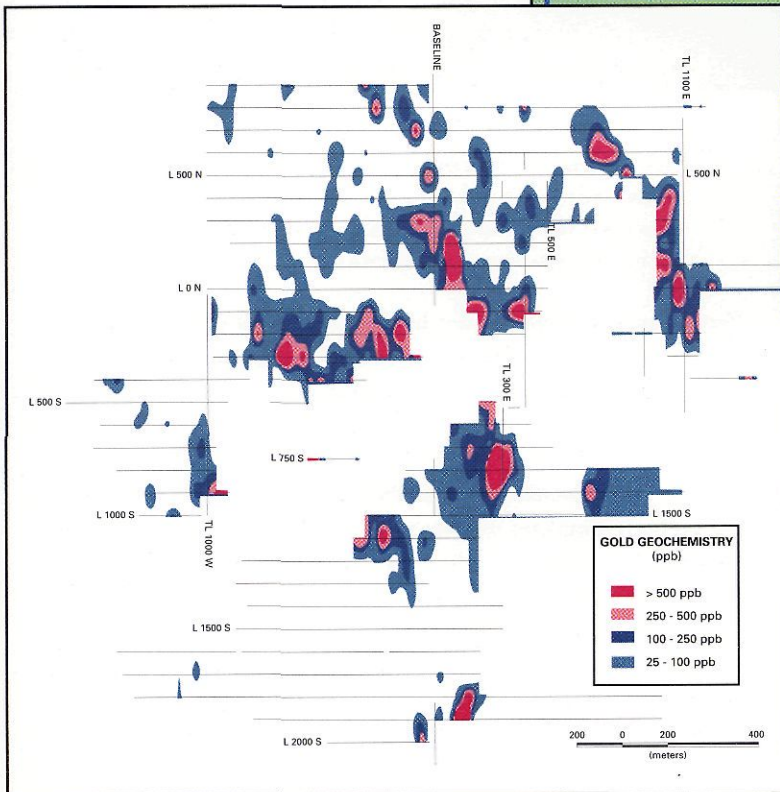 BASELINE
TL 1100 E
L 500 N
L 500 N
TL 500 E
L 0 N
TL 300 E
L 500 S
L 750 S
L 1000 S
L 1500 S
TL 1000 W
GOLD GEOCHEMISTRY
(ppb)
> 500 ppb
250 - 500 ppb
100 - 250 ppb
25 - 100 ppb
L 1500 S
L 2000 S
200 0 200 400
(meters)